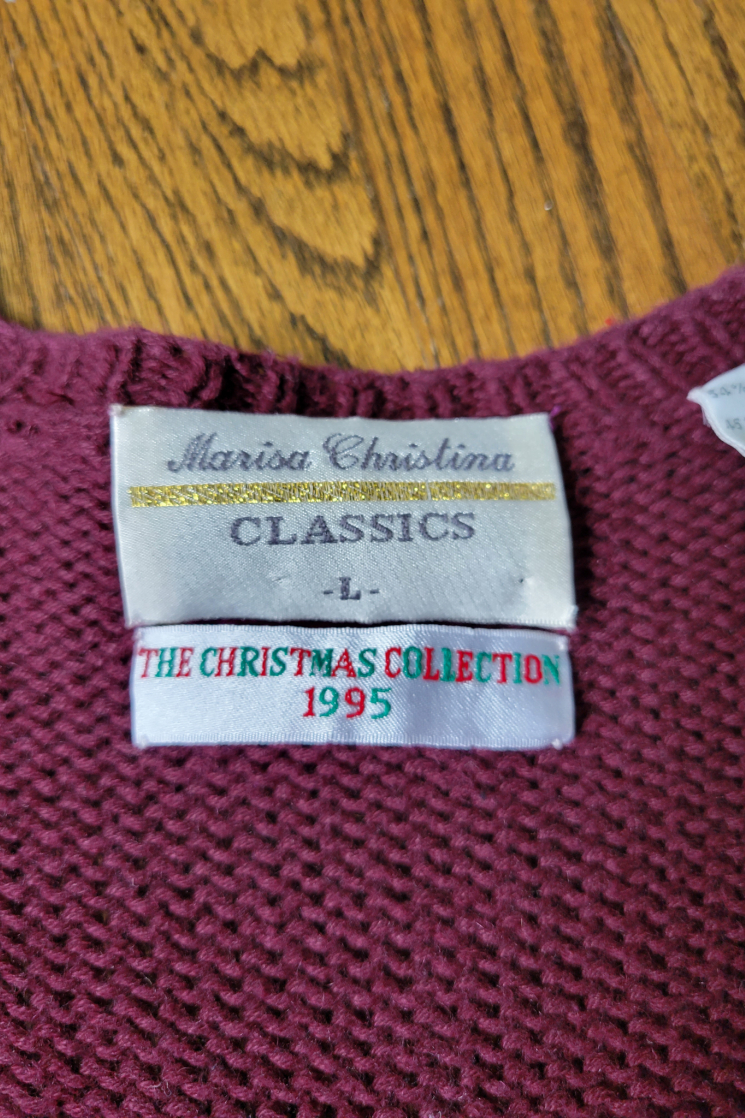 Marisa Christina
CLASSICS
-L-
THE CHRISTMAS COLLECTION
1995